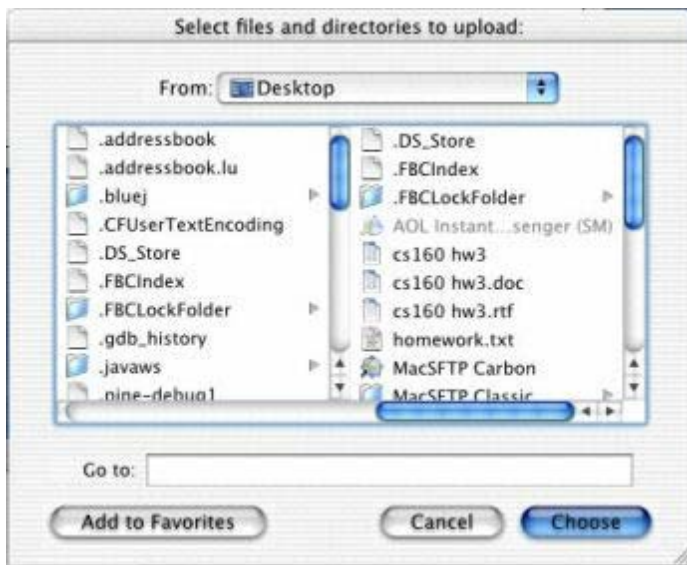 Select files and directories to upload:
From: Desktop
.addressbook
.addressbook.lu
.bluej
.CFUserTextEncoding
.DS_Store
.FBCIndex
.FBCLockFolder
.gdb_history
.javaws
.pine-debug1
.DS_Store
.FBCIndex
.FBCLockFolder
AOL Instant...senger (SM)
cs160 hw3
cs160 hw3.doc
cs160 hw3.rtf
homework.txt
MacSFTP Carbon
MacSFTP Classic
Go to:
Add to Favorites
Cancel
Choose